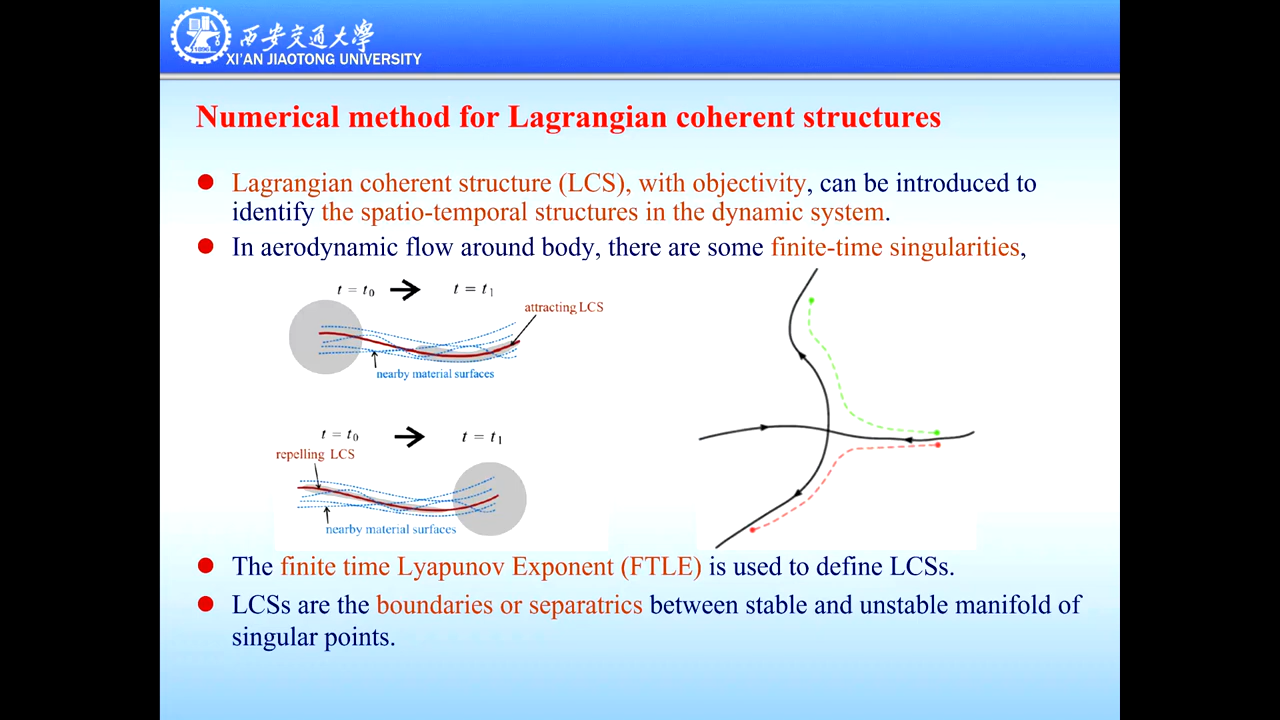 西安交通大學
1896
XI'AN JIAOTONG UNIVERSITY
Numerical method for Lagrangian coherent structures
Lagrangian coherent structure (LCS), with objectivity, can be introduced to
identify the spatio-temporal structures in the dynamic system.
In aerodynamic flow around body, there are some finite-time singularities,
t = t0 t = t1
attracting LCS
nearby material surfaces
t = t0 t = t1
repelling LCS
nearby material surfaces
The finite time Lyapunov Exponent (FTLE) is used to define LCSs.
LCSs are the boundaries or separatrics between stable and unstable manifold of
singular points.